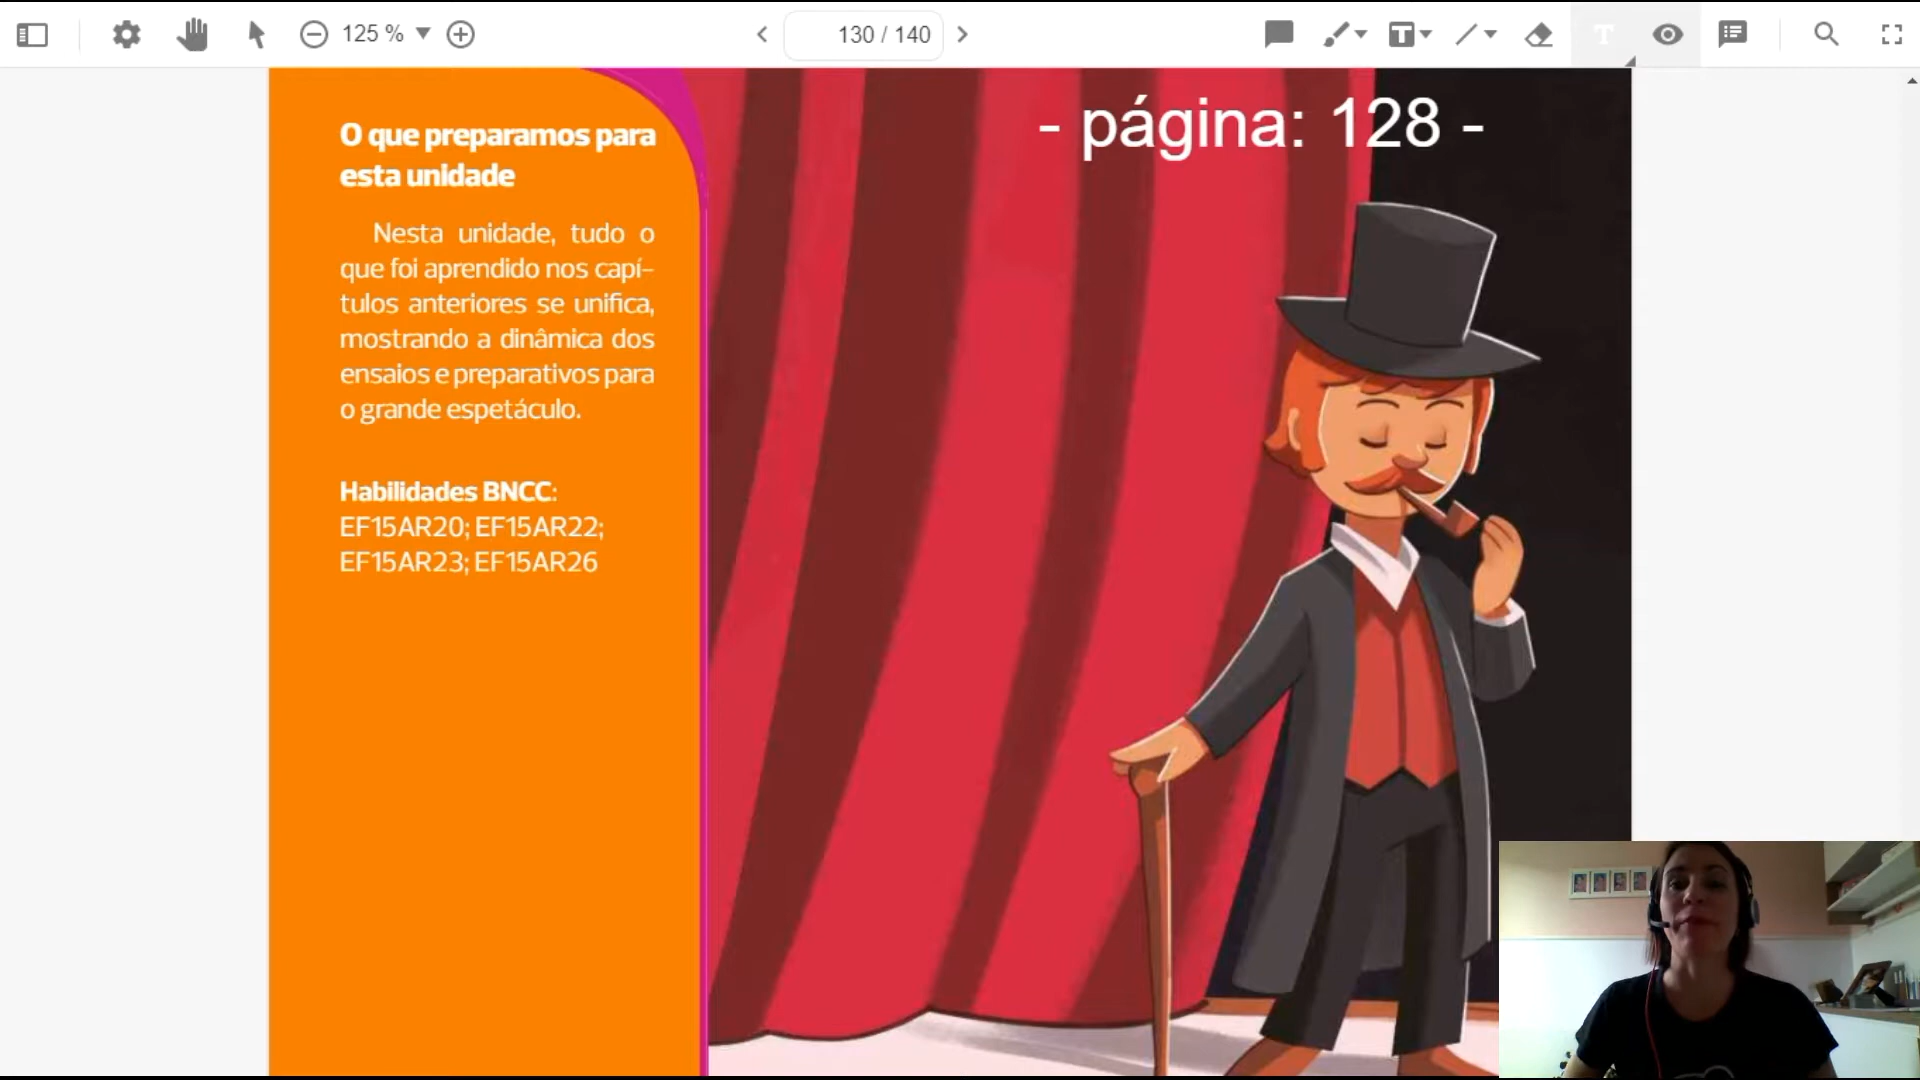 125 %
130 / 140
- página: 128 -
O que preparamos para
esta unidade
Nesta unidade, tudo o
que foi aprendido nos capí-
tulos anteriores se unifica,
mostrando a dinâmica dos
ensaios e preparativos para
o grande espetáculo.
Habilidades BNCC:
EF15AR20; EF15AR22;
EF15AR23; EF15AR26